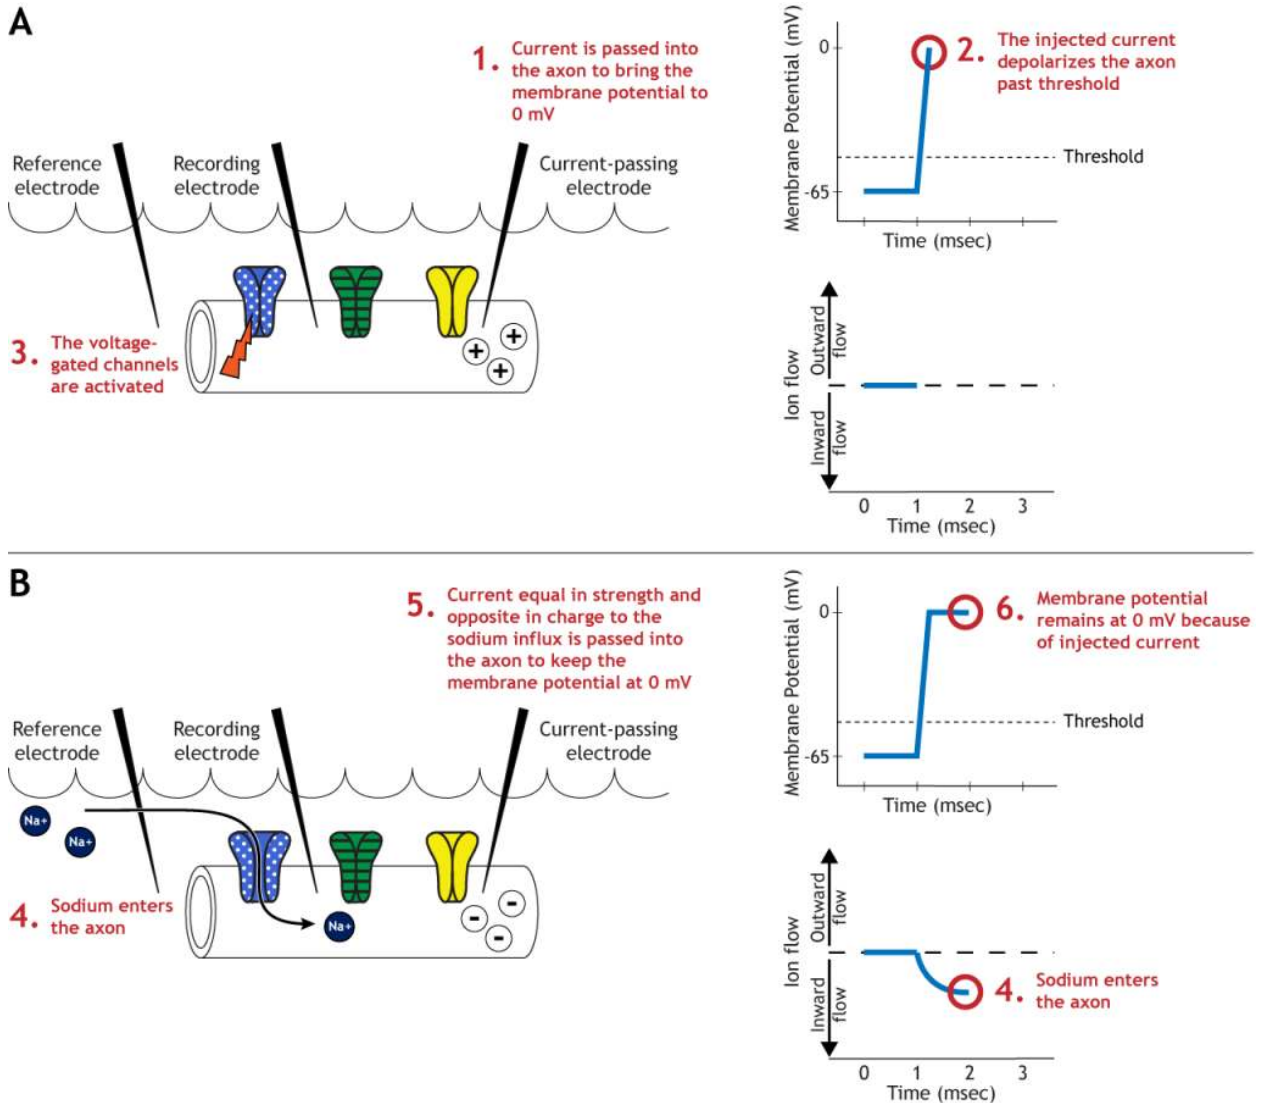 A
1. Current is passed into
the axon to bring the
membrane potential to
0 mV
Reference
electrode
Recording
electrode
Current-passing
electrode
3. The voltage-
gated channels
are activated
+
+
+
Membrane Potential (mV)
0
-65
2. The injected current
depolarizes the axon
past threshold
Threshold
Time (msec)
Ion flow
Outward
flow
Inward
flow
0 1 2 3
Time (msec)
B
5. Current equal in strength and
opposite in charge to the
sodium influx is passed into
the axon to keep the
membrane potential at 0 mV
Reference
electrode
Recording
electrode
Current-passing
electrode
Na+
Na+
4. Sodium enters
the axon
Na+
-
-
-
Membrane Potential (mV)
0
-65
6. Membrane potential
remains at 0 mV because
of injected current
Threshold
Time (msec)
Ion flow
Outward
flow
Inward
flow
4. Sodium enters
the axon
0 1 2 3
Time (msec)